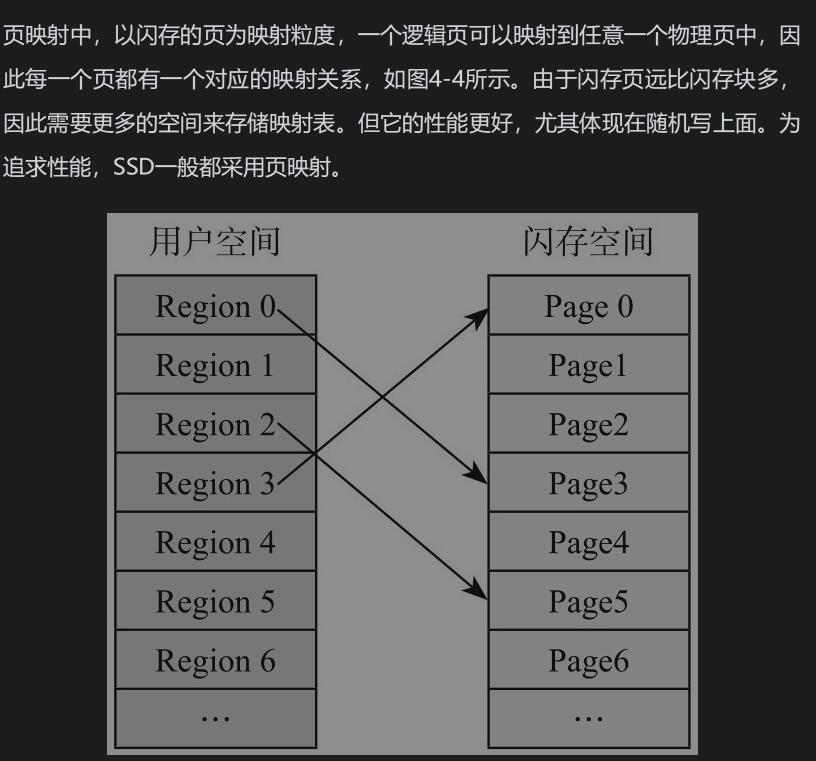 页映射中，以闪存的页为映射粒度，一个逻辑页可以映射到任意一个物理页中，因
此每一个页都有一个对应的映射关系，如图4-4所示。由于闪存页远比闪存块多，
因此需要更多的空间来存储映射表。但它的性能更好，尤其体现在随机写上面。为
追求性能，SSD一般都采用页映射。
用户空间
Region 0
Region 1
Region 2
Region 3
Region 4
Region 5
Region 6
…
闪存空间
Page 0
Page1
Page2
Page3
Page4
Page5
Page6
…